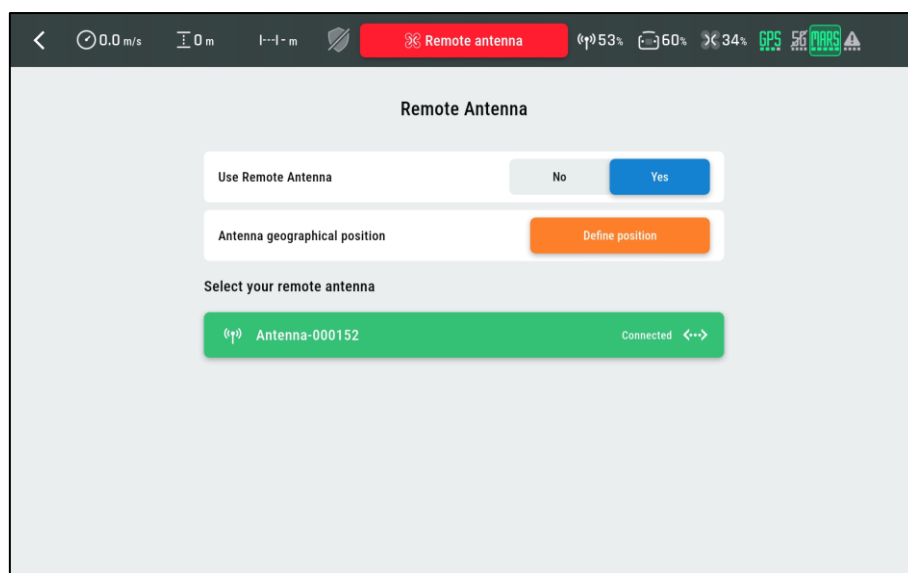 0.0 m/s 0 m - m Remote antenna 53% 60% 34% GPS 5G MARS
Remote Antenna
Use Remote Antenna No Yes
Antenna geographical position Define position
Select your remote antenna
Antenna-000152 Connected